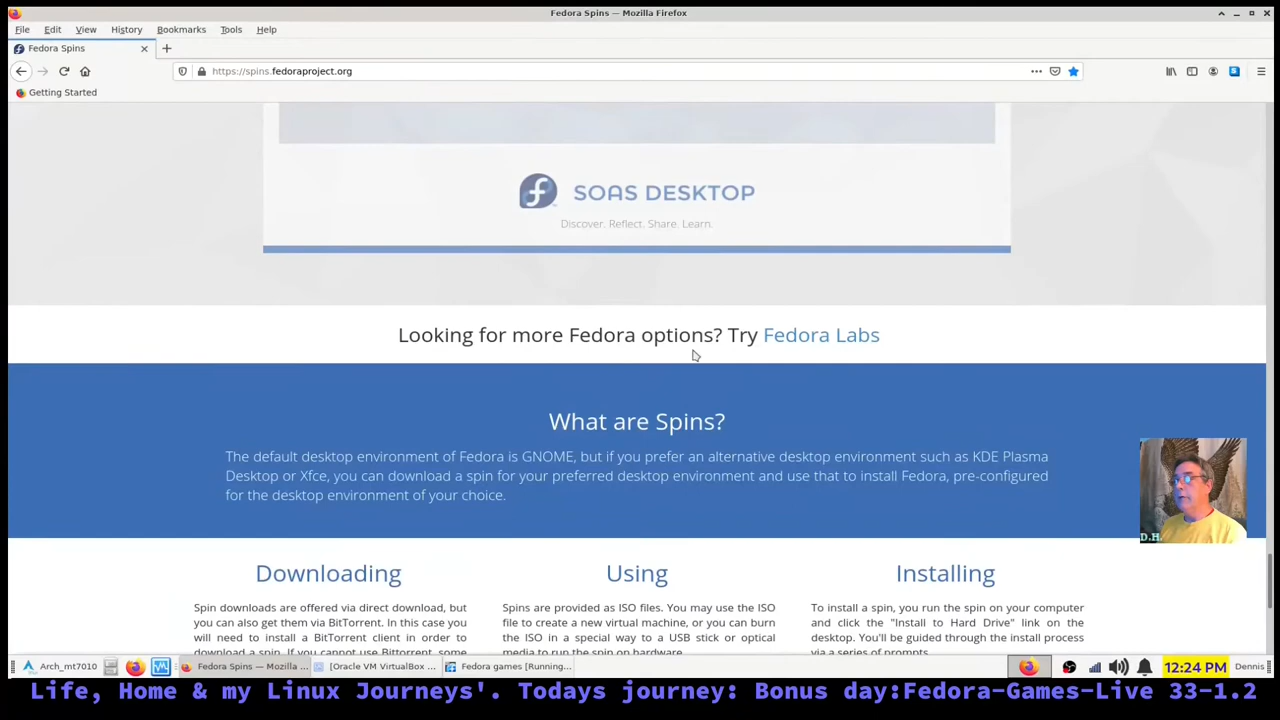 Fedora Spins — Mozilla Firefox
File Edit View History Bookmarks Tools Help
Fedora Spins
https://spins.fedoraproject.org
Getting Started
SOAS DESKTOP
Discover. Reflect. Share. Learn.
Looking for more Fedora options? Try Fedora Labs
What are Spins?
The default desktop environment of Fedora is GNOME, but if you prefer an alternative desktop environment such as KDE Plasma
Desktop or Xfce, you can download a spin for your preferred desktop environment and use that to install Fedora, pre-configured
for the desktop environment of your choice.
D.H.
Downloading
Spin downloads are offered via direct download, but
you can also get them via BitTorrent. In this case you
will need to install a BitTorrent client in order to
download a spin. If you cannot use Bittorrent, some
Using
Spins are provided as ISO files. You may use the ISO
file to create a new virtual machine, or you can burn
the ISO in a special way to a USB stick or optical
media to run the spin on hardware.
Installing
To install a spin, you run the spin on your computer
and click the "Install to Hard Drive" link on the
desktop. You'll be guided through the install process
via a series of prompts.
Arch_mt7010 Fedora Spins — Mozilla ... [Oracle VM VirtualBox ... Fedora games [Running... 12:24 PM Dennis
Life, Home & my Linux Journeys'. Todays journey: Bonus day:Fedora-Games-Live 33-1.2